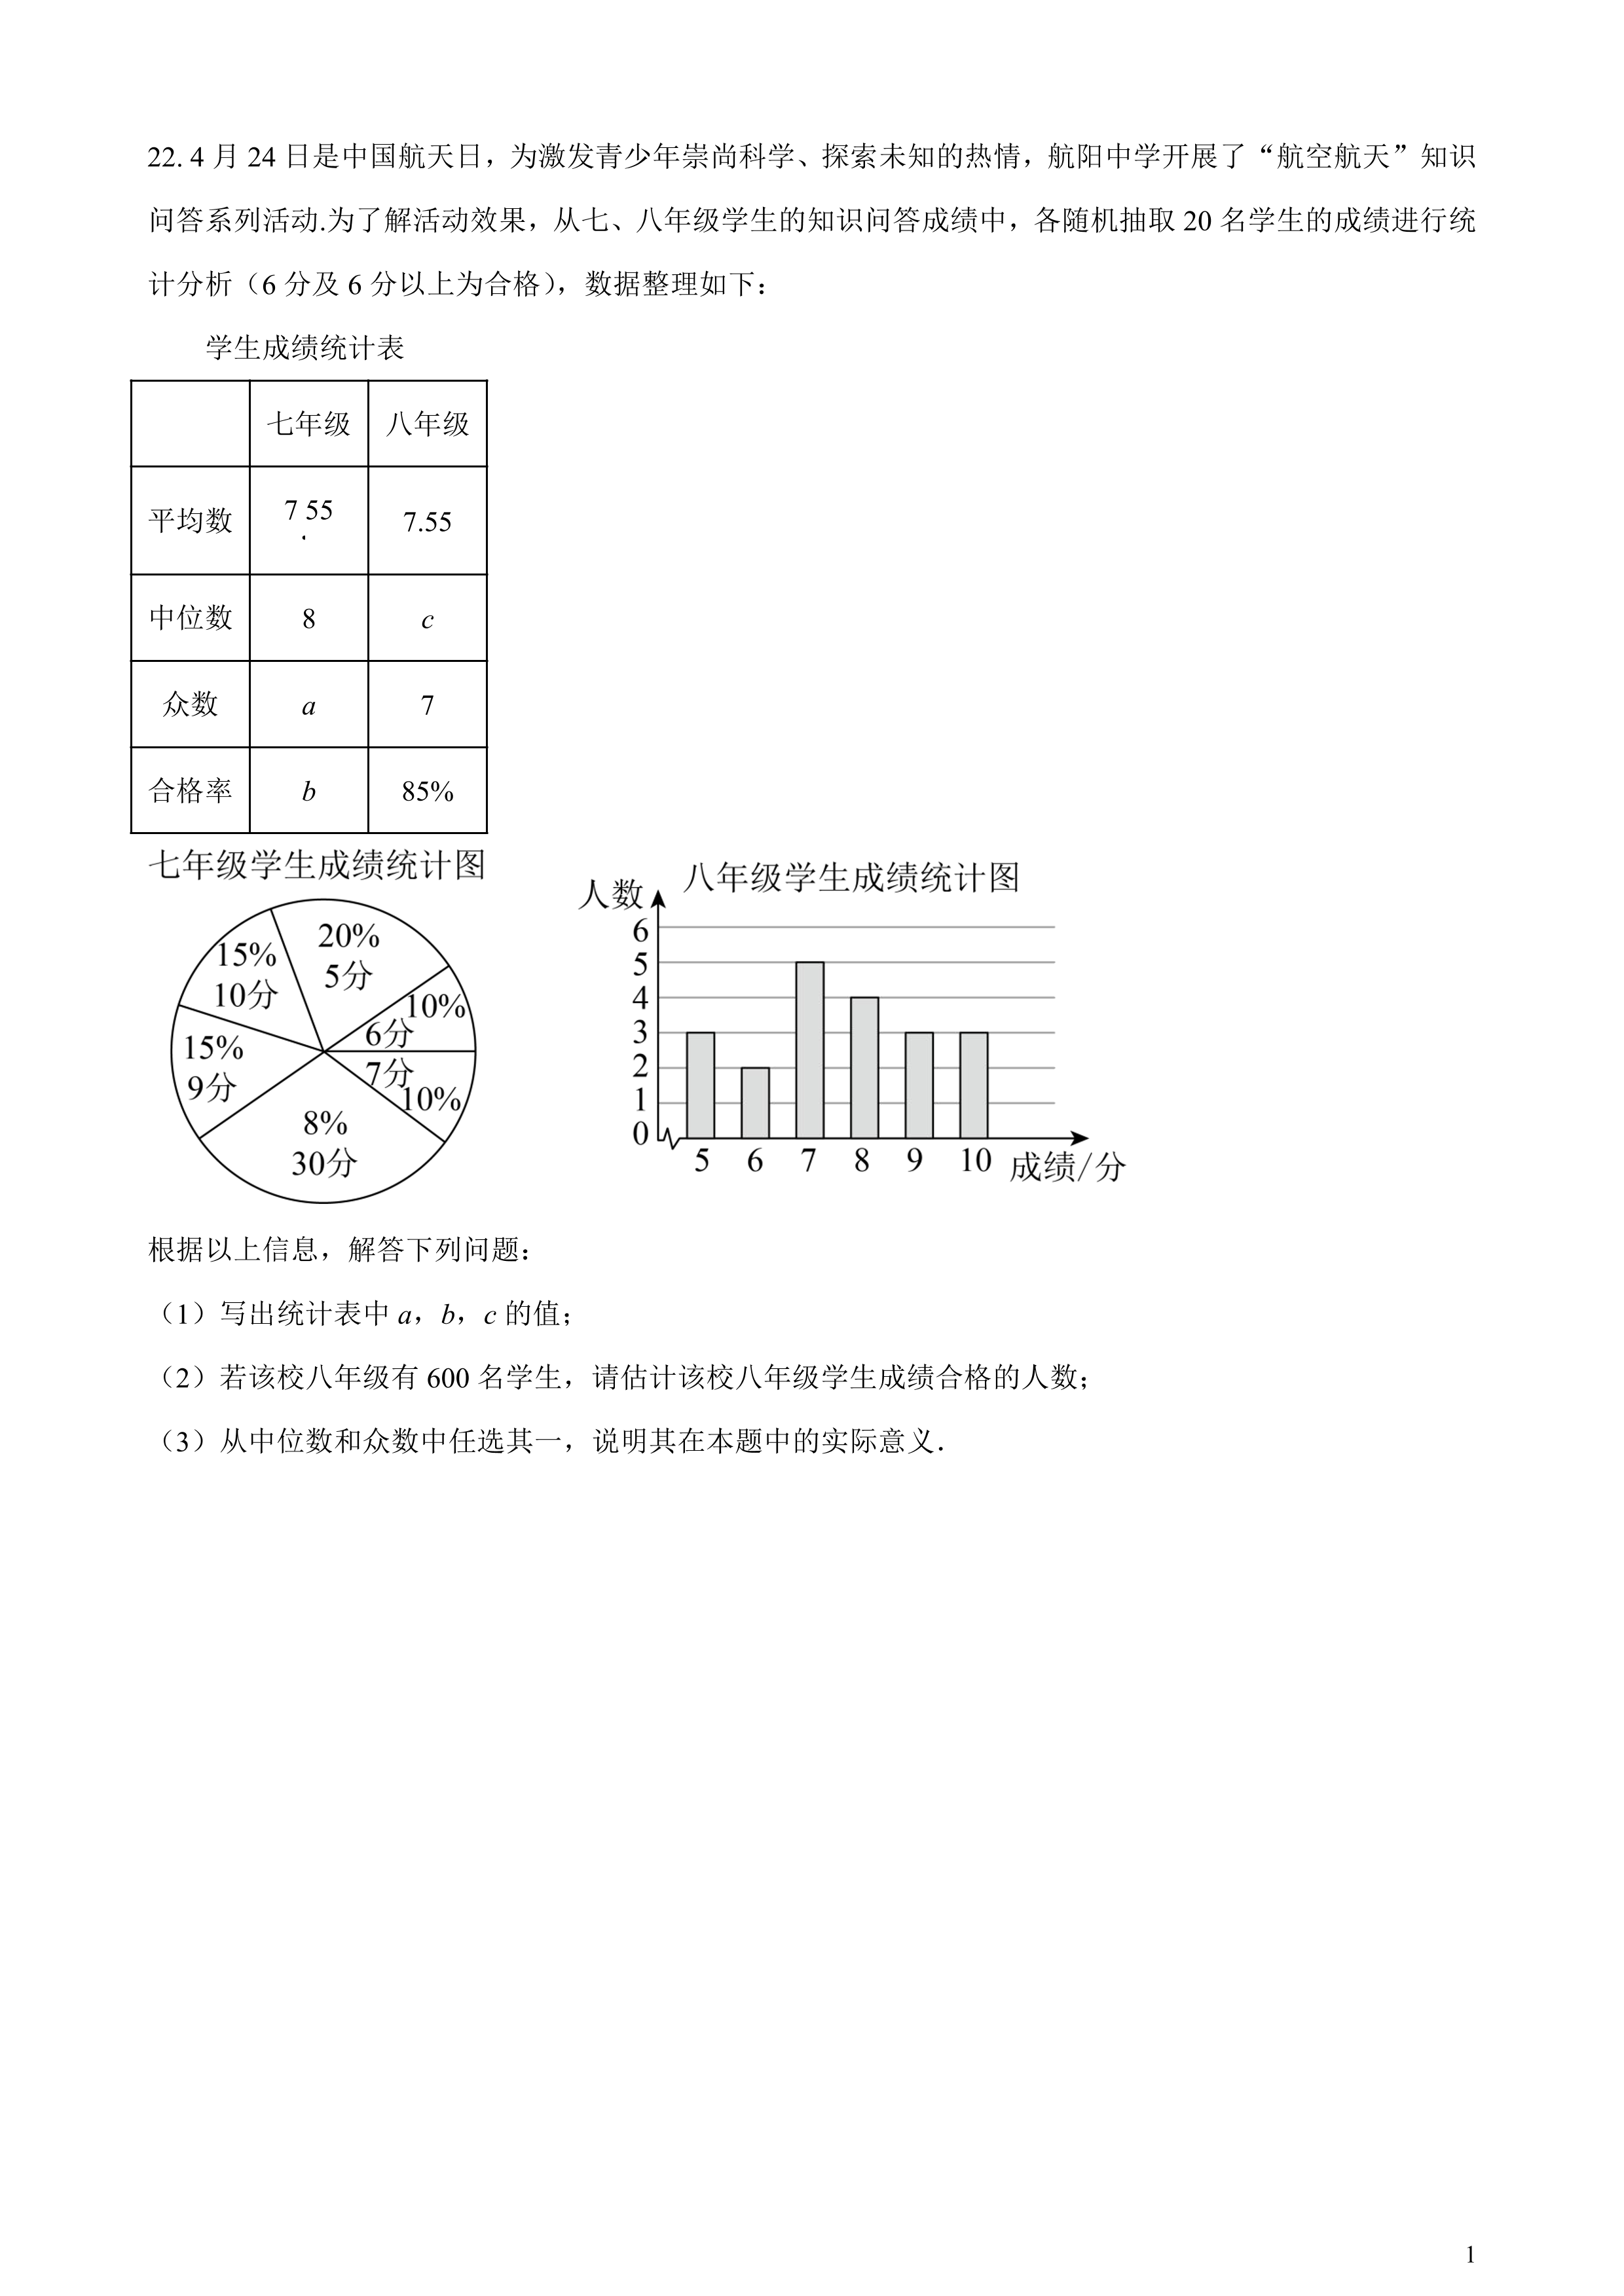 22. 4 月 24 日是中国航天日，为激发青少年崇尚科学、探索未知的热情，航阳中学开展了“航空航天”知识
问答系列活动.为了解活动效果，从七、八年级学生的知识问答成绩中，各随机抽取 20 名学生的成绩进行统
计分析（6 分及 6 分以上为合格），数据整理如下：
学生成绩统计表
七年级 八年级
平均数 7.55 7.55
中位数 8 c
众数 a 7
合格率 b 85%
七年级学生成绩统计图
20%
5分
15%
10分
10%
6分
15%
9分
7分
10%
8%
30分
八年级学生成绩统计图
人数
6
5
4
3
2
1
0
5 6 7 8 9 10 成绩/分
根据以上信息，解答下列问题：
（1）写出统计表中 a，b，c 的值；
（2）若该校八年级有 600 名学生，请估计该校八年级学生成绩合格的人数；
（3）从中位数和众数中任选其一，说明其在本题中的实际意义．
1